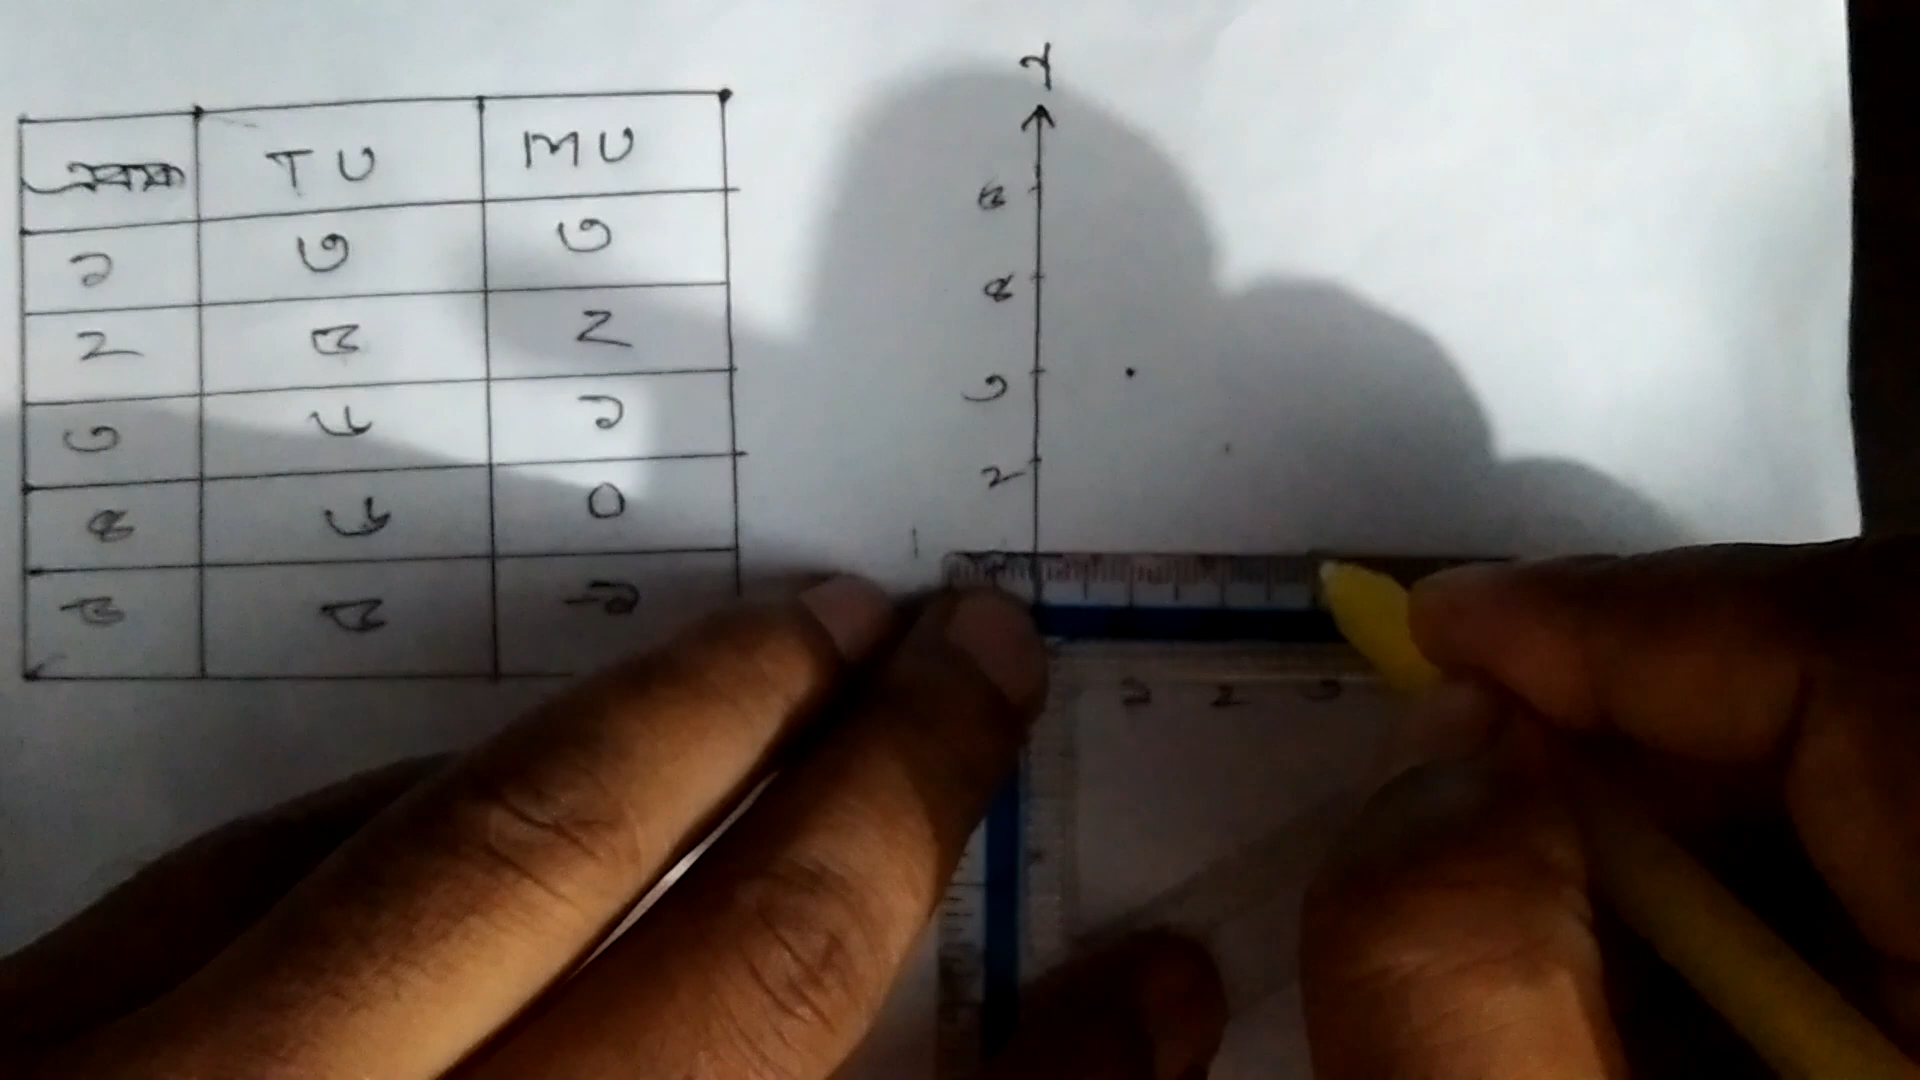 একক TU MU
১ ৩ ৩
২ ৫ ২
৩ ৬ ১
৪ ৬ ০
৫ ৫ -১
Y
৫
৪
৩
২
১ ২ ৩